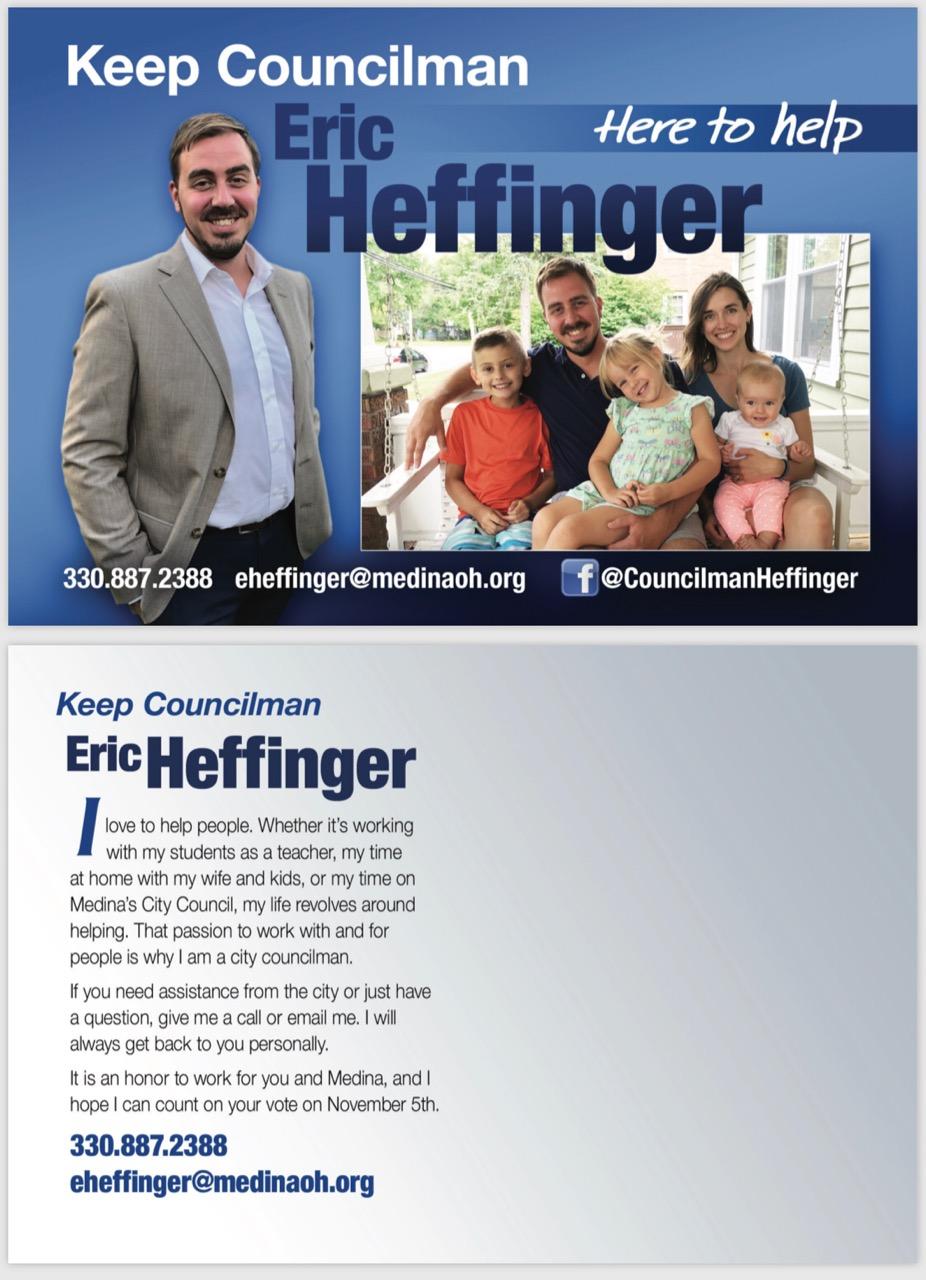 Keep Councilman
Eric
Here to help
Heffinger
330.887.2388 eheffinger@medinaoh.org f @CouncilmanHeffinger
Keep Councilman
Eric Heffinger
I love to help people. Whether it's working
with my students as a teacher, my time
at home with my wife and kids, or my time on
Medina's City Council, my life revolves around
helping. That passion to work with and for
people is why I am a city councilman.
If you need assistance from the city or just have
a question, give me a call or email me. I will
always get back to you personally.
It is an honor to work for you and Medina, and I
hope I can count on your vote on November 5th.
330.887.2388
eheffinger@medinaoh.org